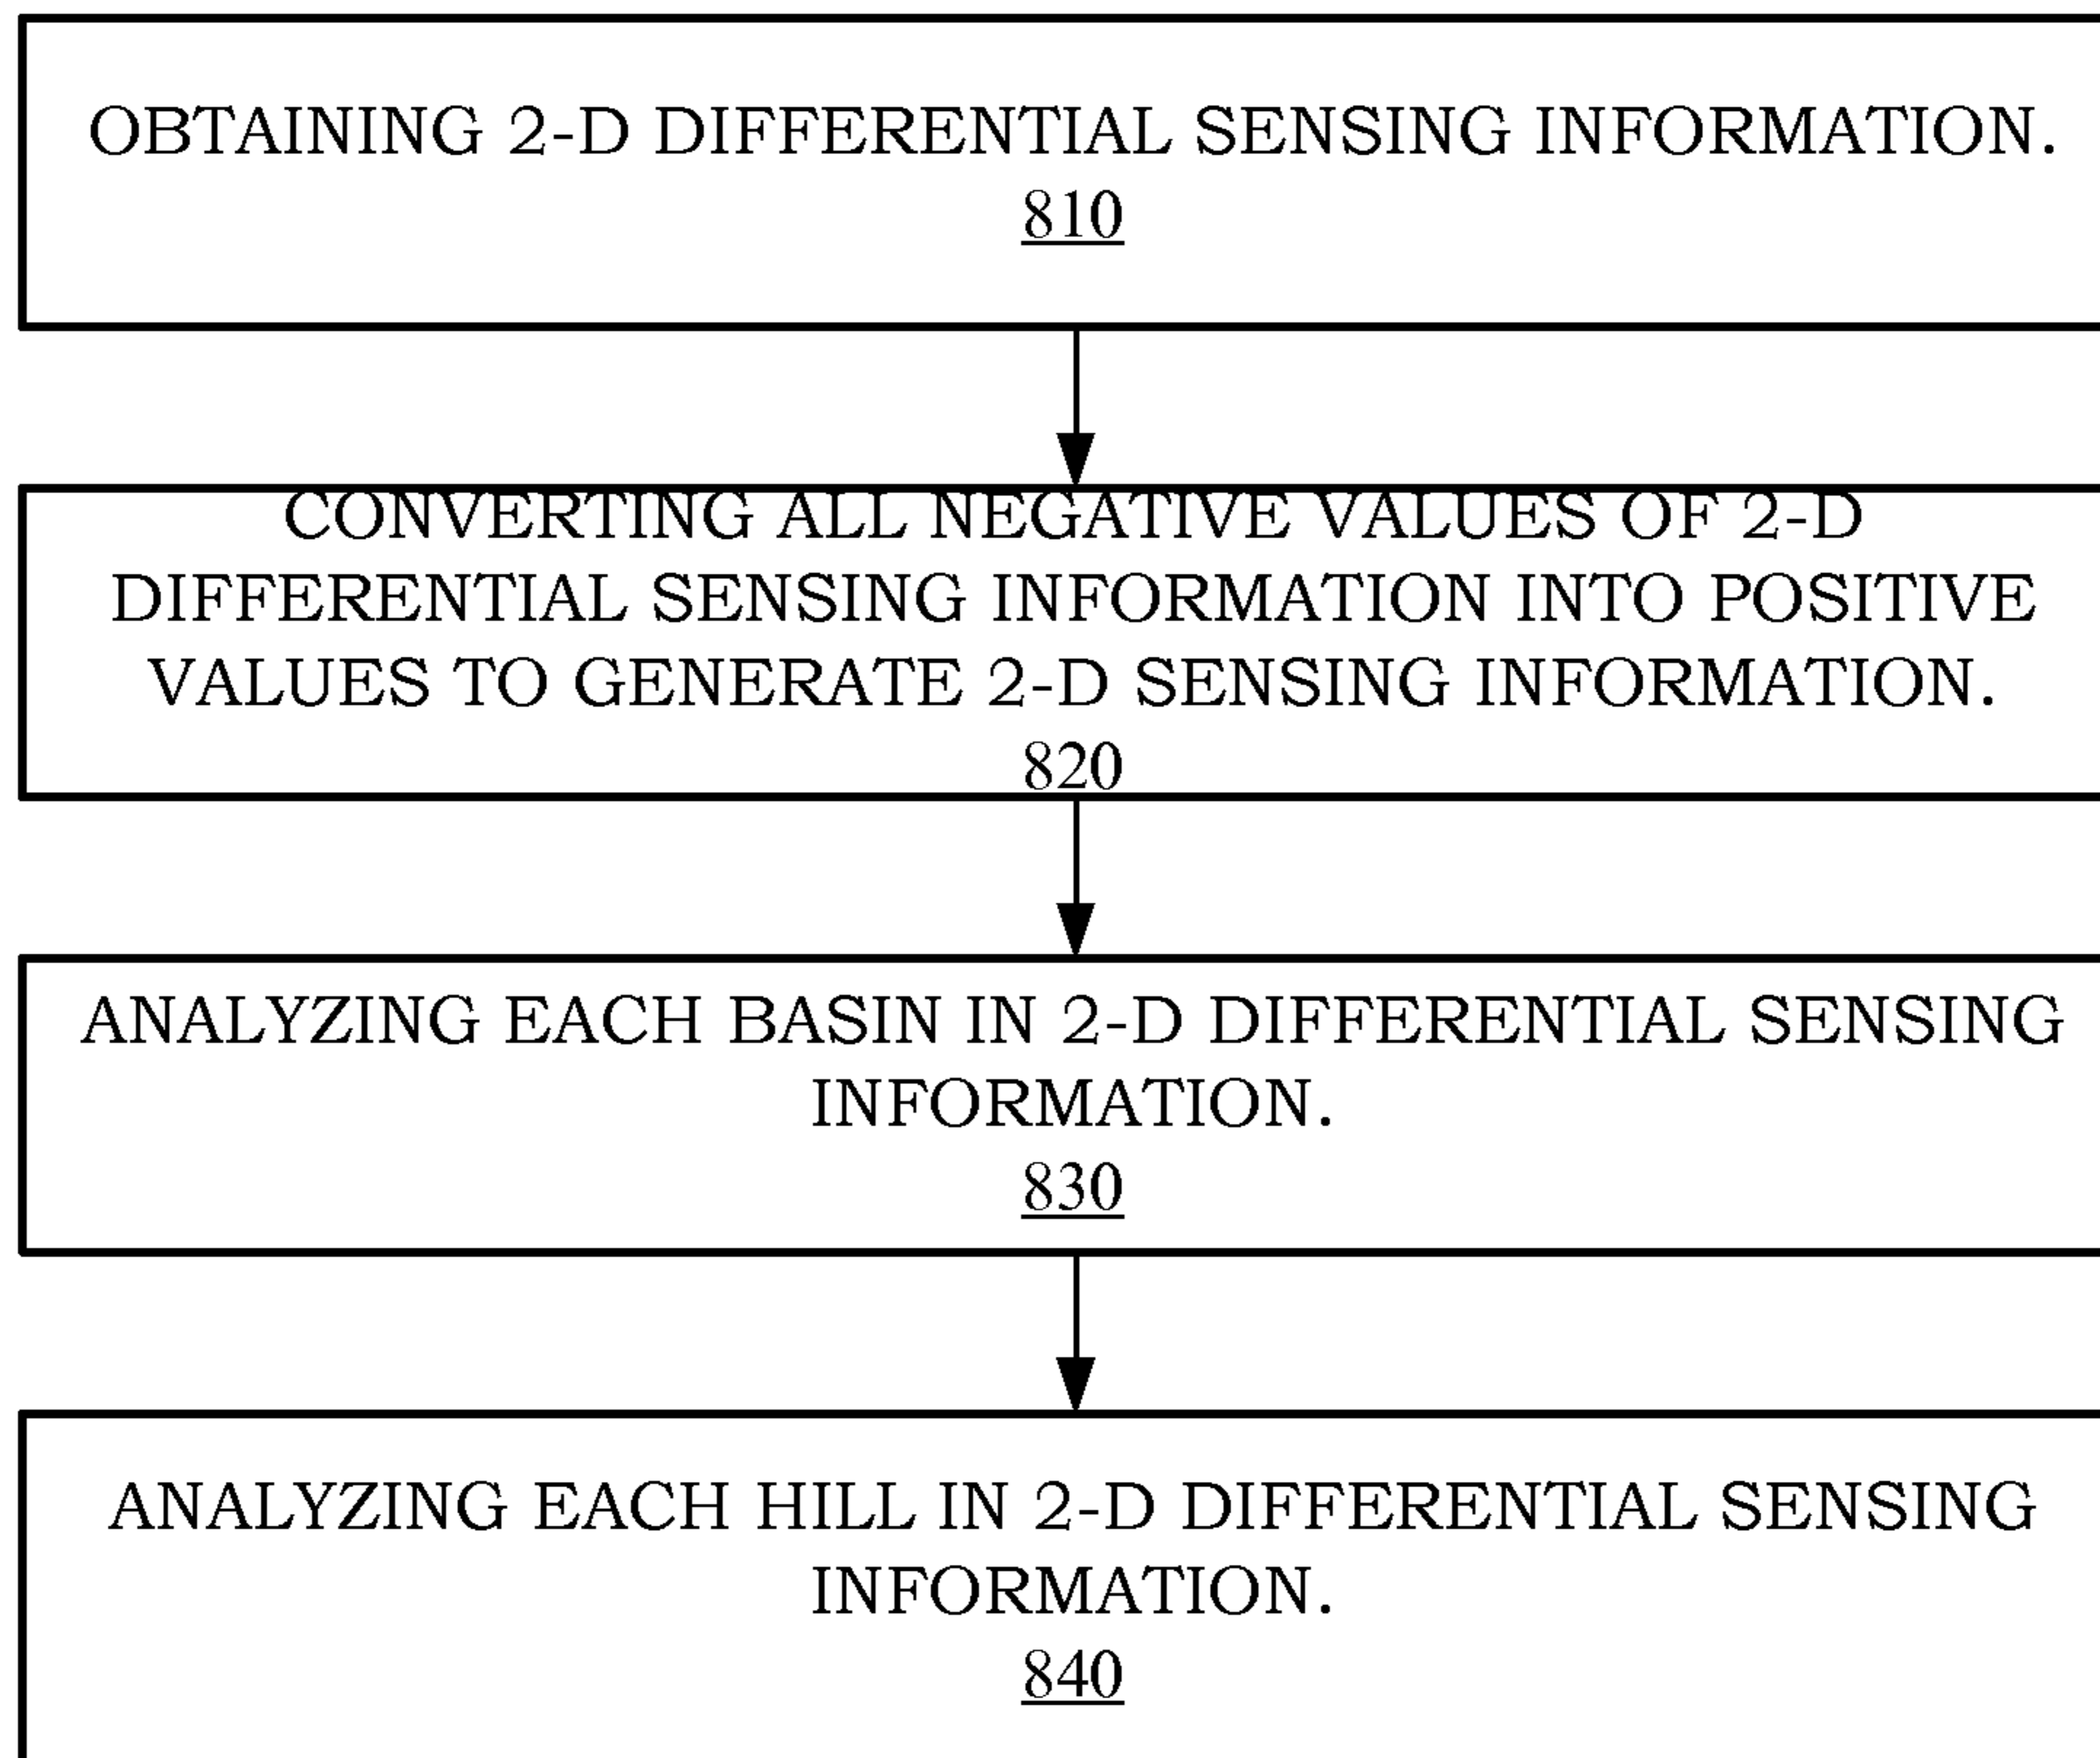 OBTAINING 2-D DIFFERENTIAL SENSING INFORMATION.
810
CONVERTING ALL NEGATIVE VALUES OF 2-D
DIFFERENTIAL SENSING INFORMATION INTO POSITIVE
VALUES TO GENERATE 2-D SENSING INFORMATION.
820
ANALYZING EACH BASIN IN 2-D DIFFERENTIAL SENSING
INFORMATION.
830
ANALYZING EACH HILL IN 2-D DIFFERENTIAL SENSING
INFORMATION.
840